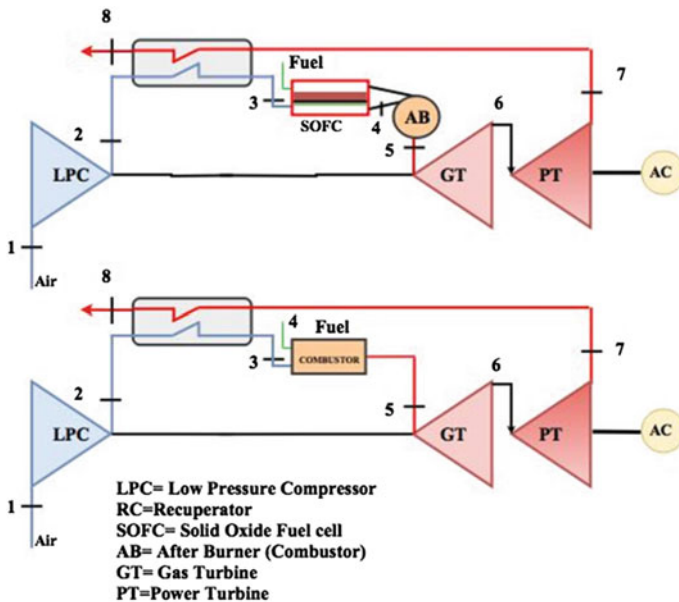 8
Fuel
7
3
SOFC
4
AB
6
2
5
LPC
GT
PT
AC
1
Air
8
4
Fuel
7
3
COMBUSTOR
6
2
5
LPC
GT
PT
AC
LPC= Low Pressure Compressor
1
RC=Recuperator
SOFC= Solid Oxide Fuel cell
Air
AB= After Burner (Combustor)
GT= Gas Turbine
PT=Power Turbine